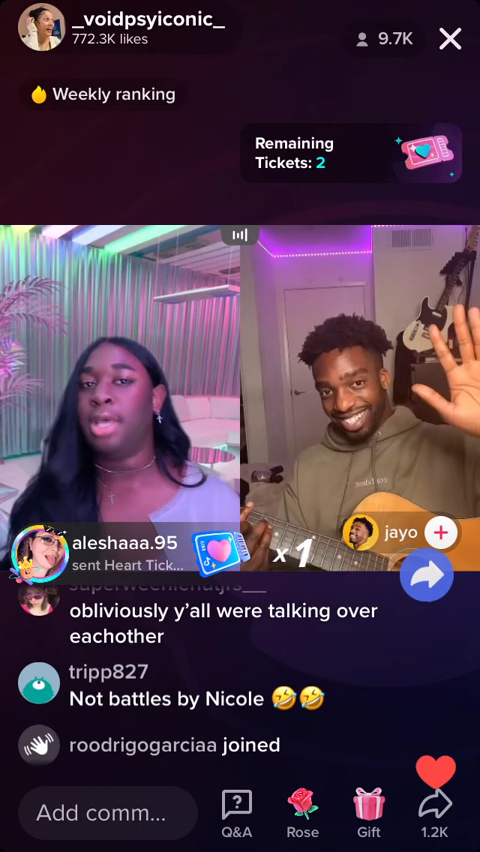 _voidpsyiconic_
772.3K likes
9.7K
Weekly ranking
Remaining
Tickets: 2
jayo
aleshaaa.95
sent Heart Tick...
x 1
obliviously y'all were talking over
eachother
tripp827
Not battles by Nicole 🤣🤣
roodrigogarciaa joined
Add comm...
Q&A
Rose
Gift
1.2K